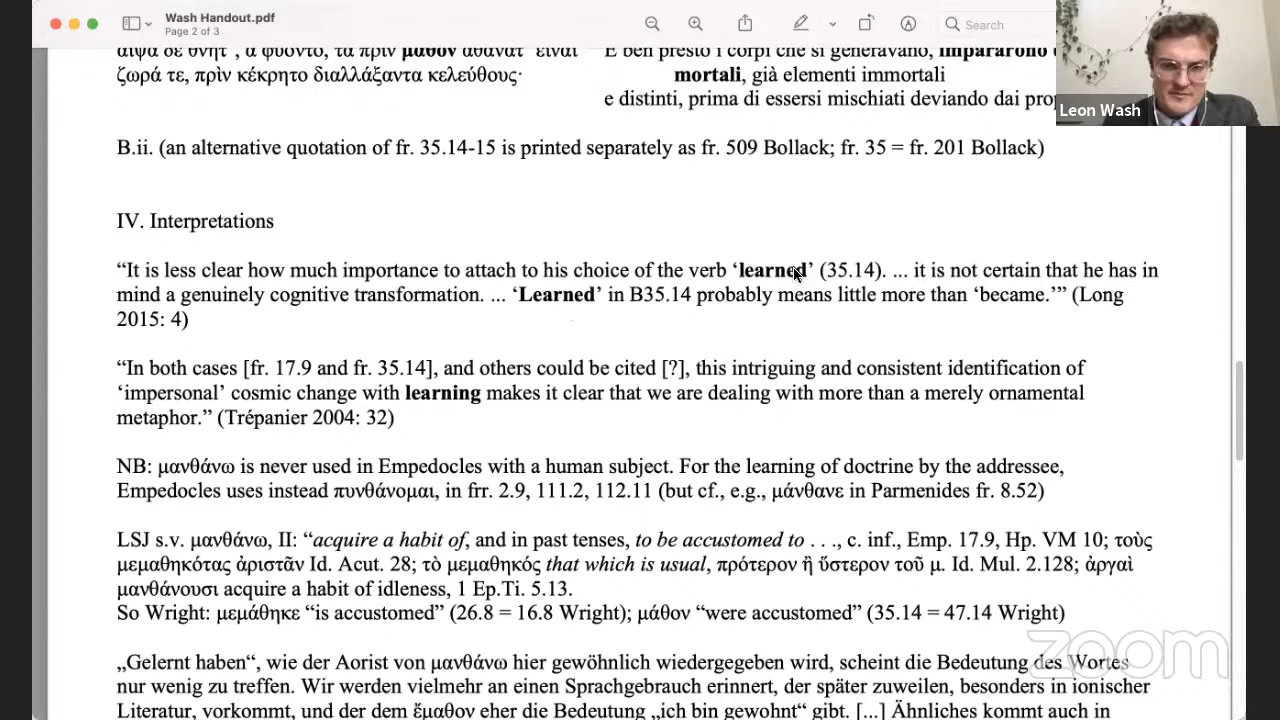 Wash Handout.pdf
Page 2 of 3
Search
Leon Wash
αἶψα δὲ θνήτ’, ἃ φύοντο, τὰ πρὶν μάθον ἀθάνατ’ εἶναι
E ben presto i corpi che si generavano, impararono
ζωρά τε, πρὶν κέκρητο διαλλάξαντα κελεύθους·
mortali, già elementi immortali
e distinti, prima di essersi mischiati deviando dai
B.ii. (an alternative quotation of fr. 35.14-15 is printed separately as fr. 509 Bollack; fr. 35 = fr. 201 Bollack)
IV. Interpretations
“It is less clear how much importance to attach to his choice of the verb ‘learned’ (35.14). ... it is not certain that he has in
mind a genuinely cognitive transformation. ... ‘Learned’ in B35.14 probably means little more than ‘became.’” (Long
2015: 4)
“In both cases [fr. 17.9 and fr. 35.14], and others could be cited [?], this intriguing and consistent identification of
‘impersonal’ cosmic change with learning makes it clear that we are dealing with more than a merely ornamental
metaphor.” (Trépanier 2004: 32)
NB: μανθάνω is never used in Empedocles with a human subject. For the learning of doctrine by the addressee,
Empedocles uses instead πυνθάνομαι, in frr. 2.9, 111.2, 112.11 (but cf., e.g., μάνθανε in Parmenides fr. 8.52)
LSJ s.v. μανθάνω, II: “acquire a habit of, and in past tenses, to be accustomed to . . ., c. inf., Emp. 17.9, Hp. VM 10; τοὺς
μεμαθηκότας ἀριστᾶν Id. Acut. 28; τὸ μεμαθηκός that which is usual, πρότερον ἢ ὕστερον τοῦ μ. Id. Mul. 2.128; ἀργαὶ
μανθάνουσι acquire a habit of idleness, 1 Ep.Ti. 5.13.
So Wright: μεμάθηκε “is accustomed” (26.8 = 16.8 Wright); μάθον “were accustomed” (35.14 = 47.14 Wright)
„Gelernt haben“, wie der Aorist von μανθάνω hier gewöhnlich wiedergegeben wird, scheint die Bedeutung des Wortes
nur wenig zu treffen. Wir werden vielmehr an einen Sprachgebrauch erinnert, der später zuweilen, besonders in ionischer
Literatur, vorkommt, und der dem ἔμαθον eher die Bedeutung „ich bin gewohnt“ gibt. [...] Ähnliches kommt auch in
zoom